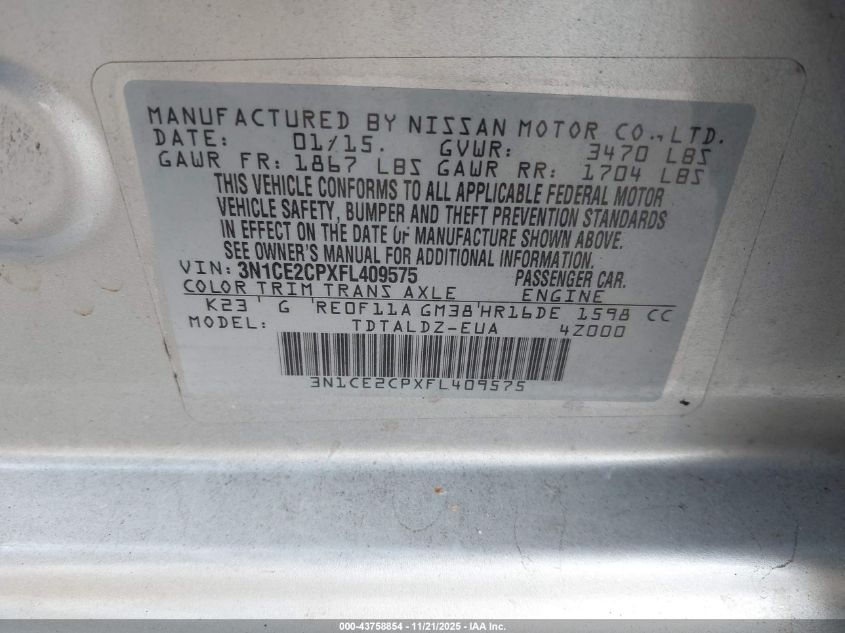 MANUFACTURED BY NISSAN MOTOR CO., LTD.
DATE: 01/15. GVWR: 3470 LBS
GAWR FR: 1867 LBS GAWR RR: 1704 LBS
THIS VEHICLE CONFORMS TO ALL APPLICABLE FEDERAL MOTOR
VEHICLE SAFETY, BUMPER AND THEFT PREVENTION STANDARDS
IN EFFECT ON THE DATE OF MANUFACTURE SHOWN ABOVE.
SEE OWNER'S MANUAL FOR ADDITIONAL INFORMATION.
VIN: 3N1CE2CPXFL409575 PASSENGER CAR.
COLOR TRIM TRANS AXLE ENGINE
K23 ' G 'RE0F11A GM38'HR16DE 1598 CC
MODEL: TDTALDZ-EUA 4Z000
3N1CE2CPXFL409575
000-43758854 - 11/21/2025 - IAA Inc.